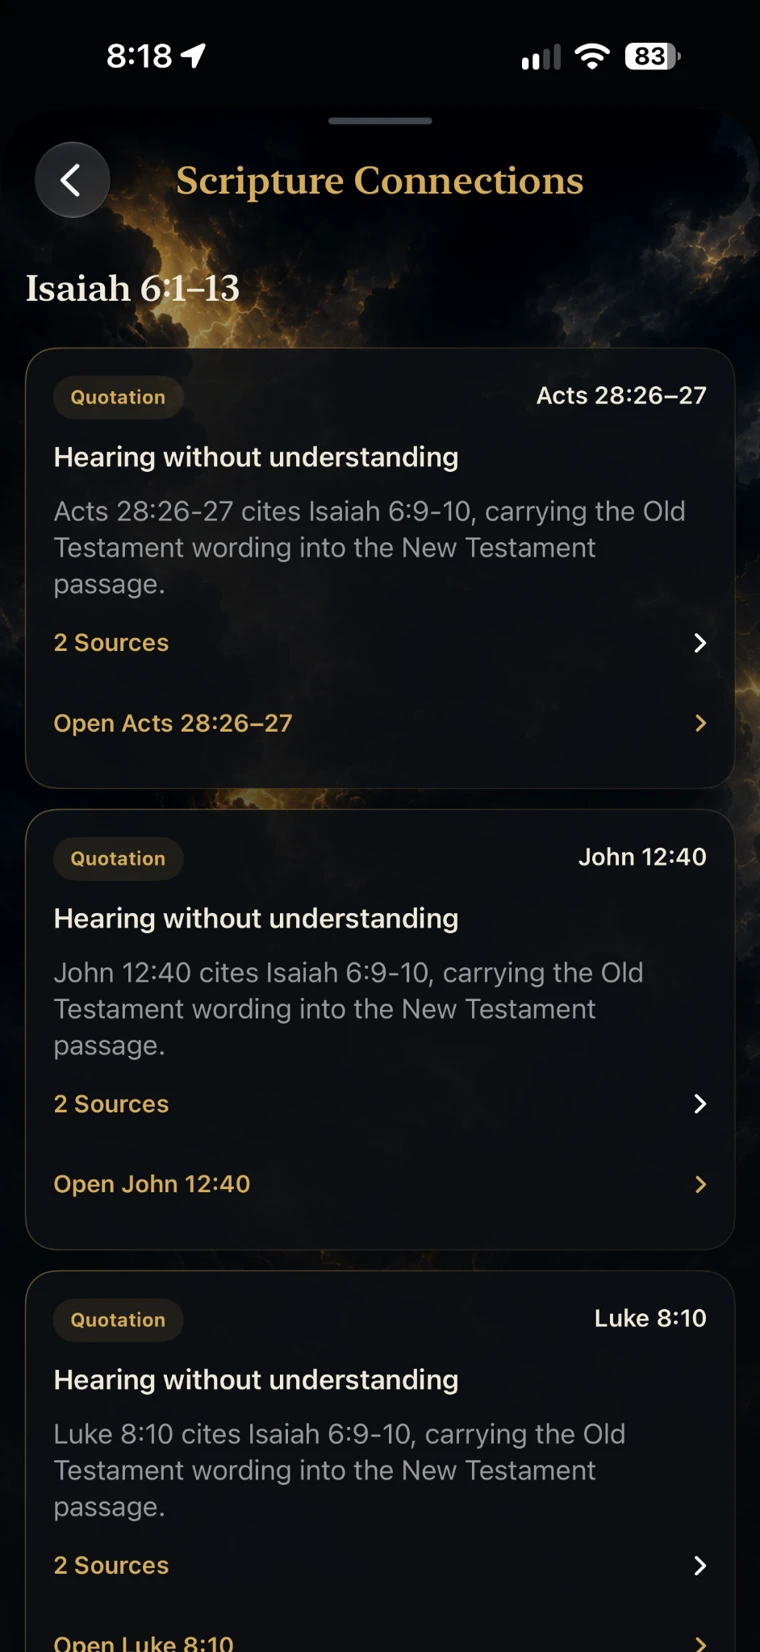 8:18
83
Scripture Connections
Isaiah 6:1–13
Quotation
Acts 28:26–27
Hearing without understanding
Acts 28:26-27 cites Isaiah 6:9-10, carrying the Old
Testament wording into the New Testament
passage.
2 Sources
Open Acts 28:26–27
Quotation
John 12:40
Hearing without understanding
John 12:40 cites Isaiah 6:9-10, carrying the Old
Testament wording into the New Testament
passage.
2 Sources
Open John 12:40
Quotation
Luke 8:10
Hearing without understanding
Luke 8:10 cites Isaiah 6:9-10, carrying the Old
Testament wording into the New Testament
passage.
2 Sources
Open Luke 8:10